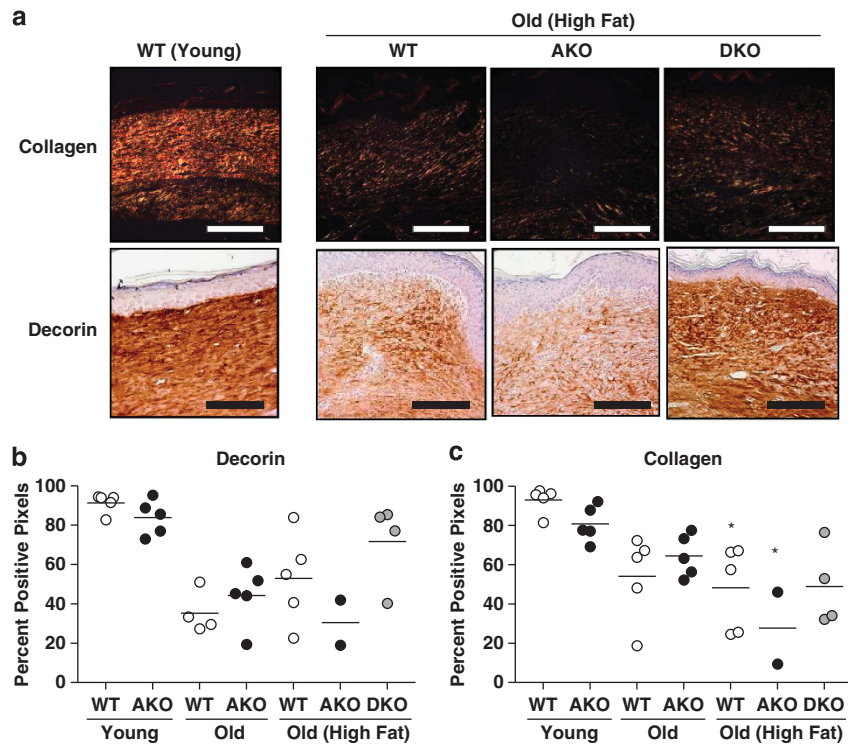 a
Old (High Fat)
WT (Young) WT AKO DKO
Collagen
Decorin
b Decorin
Percent Positive Pixels
100
80
60
40
20
0
WT AKO WT AKO WT AKO DKO
Young Old Old (High Fat)
c Collagen
Percent Positive Pixels
100
80
60
40
20
0
* *
WT AKO WT AKO WT AKO DKO
Young Old Old (High Fat)